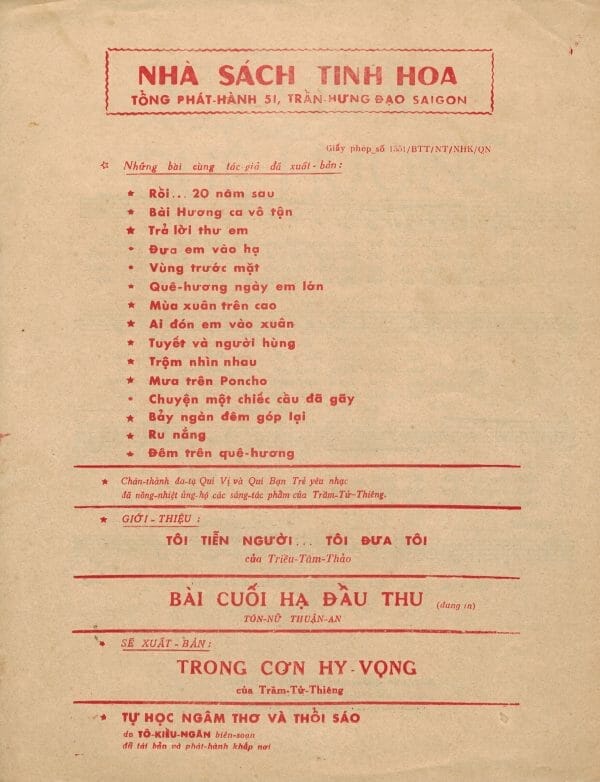 NHÀ SÁCH TINH HOA
TỔNG PHÁT-HÀNH 51, TRẦN-HƯNG ĐẠO SAIGON
Giấy phép số 1551/BTT/NT/NHK/QN
Những bài cùng tác-giả đã xuất-bản:
Rồi... 20 năm sau
Bài Hương ca vô tận
Trả lời thư em
Đưa em vào hạ
Vùng trước mặt
Quê-hương ngày em lớn
Mùa xuân trên cao
Ai đón em vào xuân
Tuyết và người hùng
Trộm nhìn nhau
Mưa trên Poncho
Chuyện một chiếc cầu đã gãy
Bảy ngàn đêm góp lại
Ru nắng
Đêm trên quê-hương
Chân-thành đa-tạ Quí Vị và Quí Bạn Trẻ yêu nhạc
đã nồng-nhiệt ủng-hộ các sáng-tác phẩm của Trầm-Tử-Thiêng.
GIỚI-THIỆU :
TÔI TIỄN NGƯỜI... TÔI ĐƯA TÔI
của Triều-Tâm-Thảo
BÀI CUỐI HẠ ĐẦU THU (đang in)
TÔN-NỮ THUẬN-AN
SẼ XUẤT-BẢN :
TRONG CƠN HY-VỌNG
của Trầm-Tử-Thiêng
TỰ HỌC NGÂM THƠ VÀ THỔI SÁO
do TÔ-KIỀU-NGÂN biên-soạn
đã tái bản và phát-hành khắp nơi